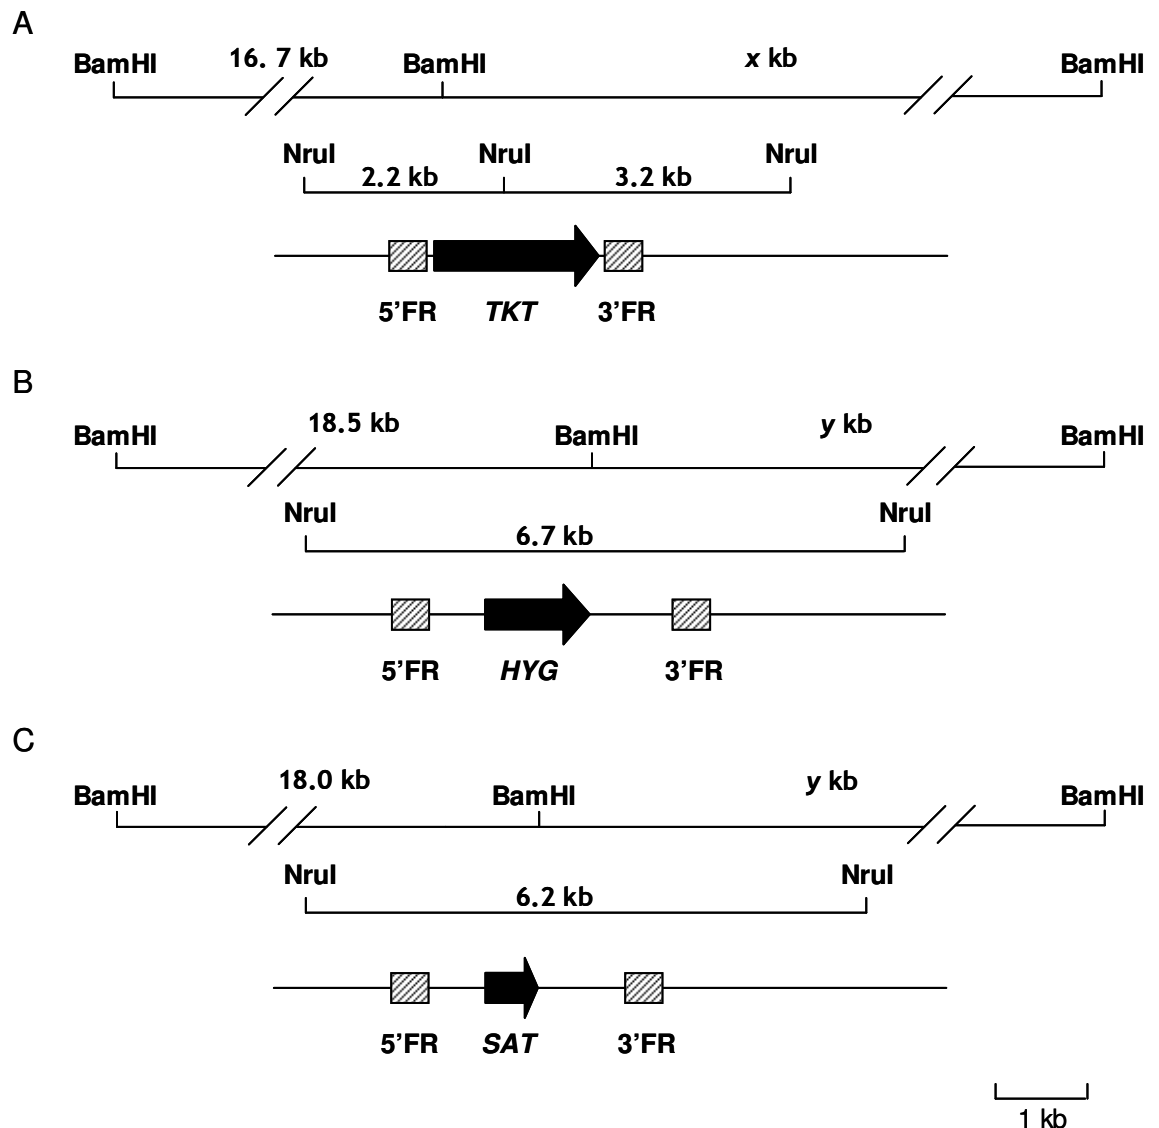 A
BamHI 16. 7 kb BamHI x kb BamHI
NruI NruI NruI
2.2 kb 3.2 kb
5’FR TKT 3’FR
B
BamHI 18.5 kb BamHI y kb BamHI
NruI NruI
6.7 kb
5’FR HYG 3’FR
C
BamHI 18.0 kb BamHI y kb BamHI
NruI NruI
6.2 kb
5’FR SAT 3’FR
1 kb